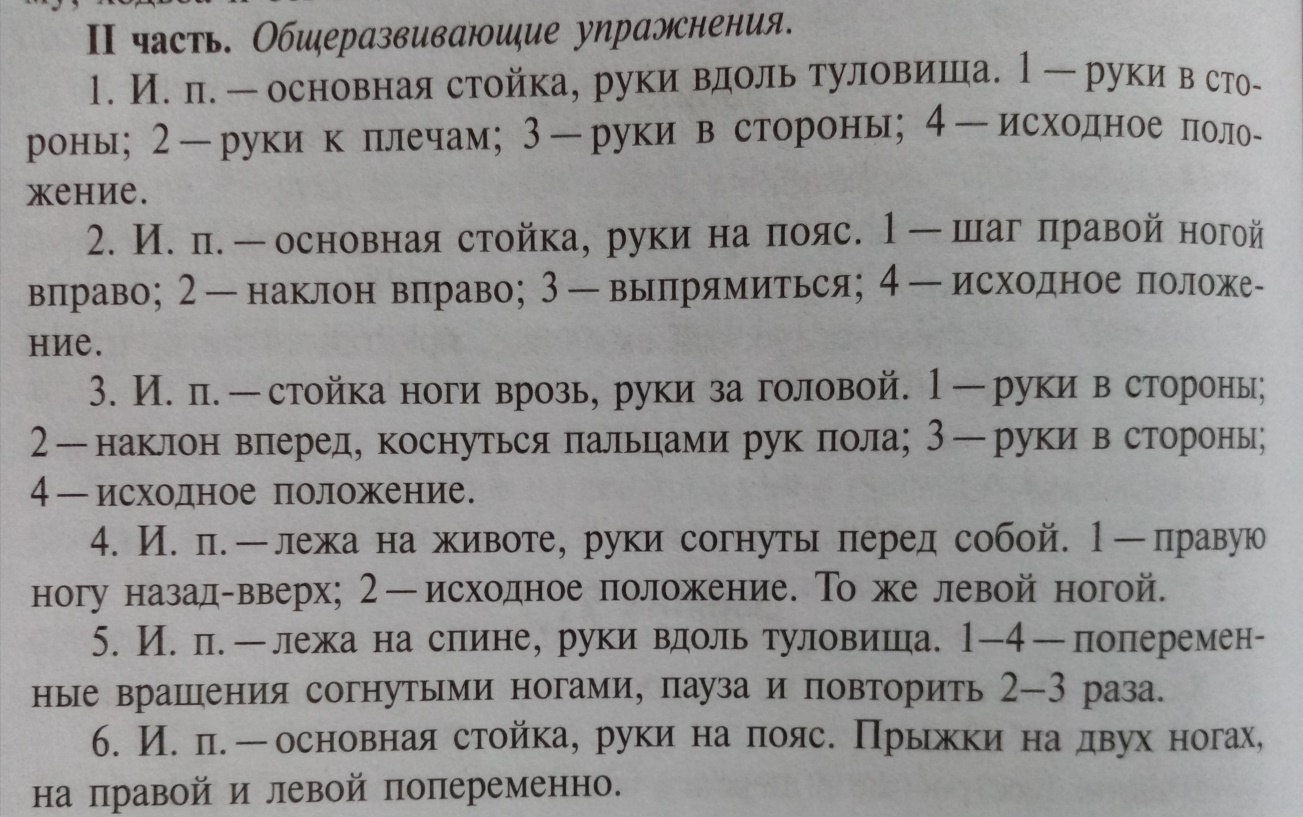 II часть. Общеразвивающие упражнения.
1. И. п. — основная стойка, руки вдоль туловища. 1 — руки в сто-
роны; 2 — руки к плечам; 3 — руки в стороны; 4 — исходное поло-
жение.
2. И. п. — основная стойка, руки на пояс. 1 — шаг правой ногой
вправо; 2 — наклон вправо; 3 — выпрямиться; 4 — исходное положе-
ние.
3. И. п. — стойка ноги врозь, руки за головой. 1 — руки в стороны;
2 — наклон вперед, коснуться пальцами рук пола; 3 — руки в стороны;
4 — исходное положение.
4. И. п. — лежа на животе, руки согнуты перед собой. 1 — правую
ногу назад-вверх; 2 — исходное положение. То же левой ногой.
5. И. п. — лежа на спине, руки вдоль туловища. 1–4 — поперемен-
ные вращения согнутыми ногами, пауза и повторить 2–3 раза.
6. И. п. — основная стойка, руки на пояс. Прыжки на двух ногах,
на правой и левой попеременно.